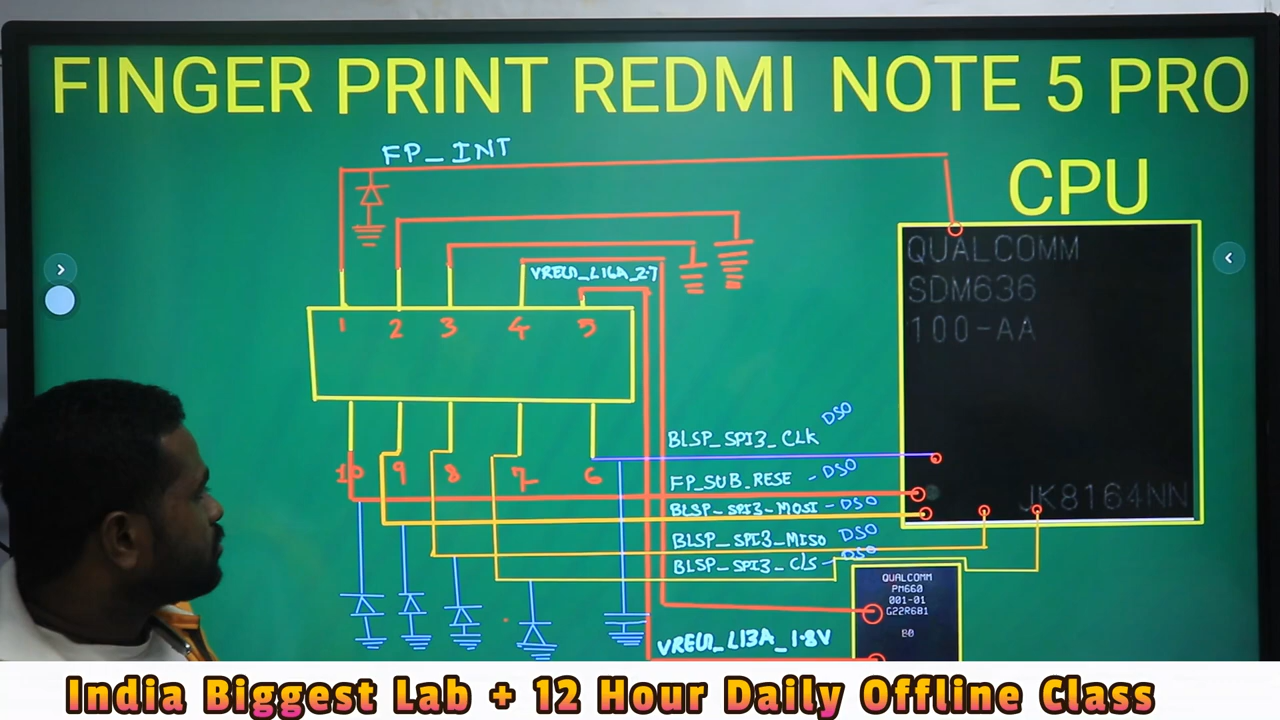 FINGER PRINT REDMI NOTE 5 PRO
FP_INT
CPU
QUALCOMM
SDM636
100-AA
JK8164NN
VREG_L16A_2.7
1 2 3 4 5
10 9 8 7 6
BLSP_SPI3_CLK DSO
FP_SUB_RESE - DSO
BLSP_SPI3_MOSI - DSO
BLSP_SPI3_MISO DSO
BLSP_SPI3_CLS - DSO
QUALCOMM
PM660
001-01
G22R681
B0
VREG_L13A_1.8V
India Biggest Lab + 12 Hour Daily Offline Class